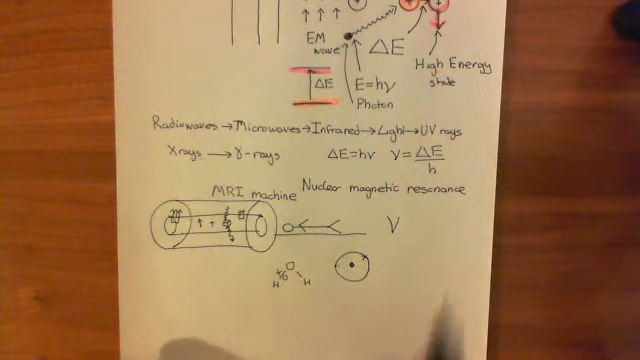 EM
wave
ΔE
High Energy
state
ΔE
E=hν
Photon
Radiowaves→Microwaves→Infrared→Light→UV rays
Xrays → γ-rays ΔE=hν ν=ΔE/h
MRI machine Nuclear magnetic resonance
ν
O
H H